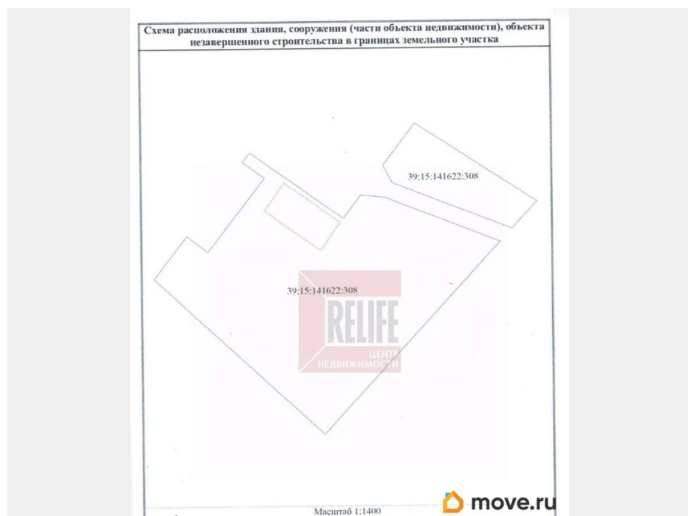 Схема расположения здания, сооружения (части объекта недвижимости), объекта
незавершенного строительства в границах земельного участка
39:15:141622:308
39:15:141622:308
RELIFE
ЦЕНТР
НЕДВИЖИМОСТИ
Масштаб 1:1400
move.ru